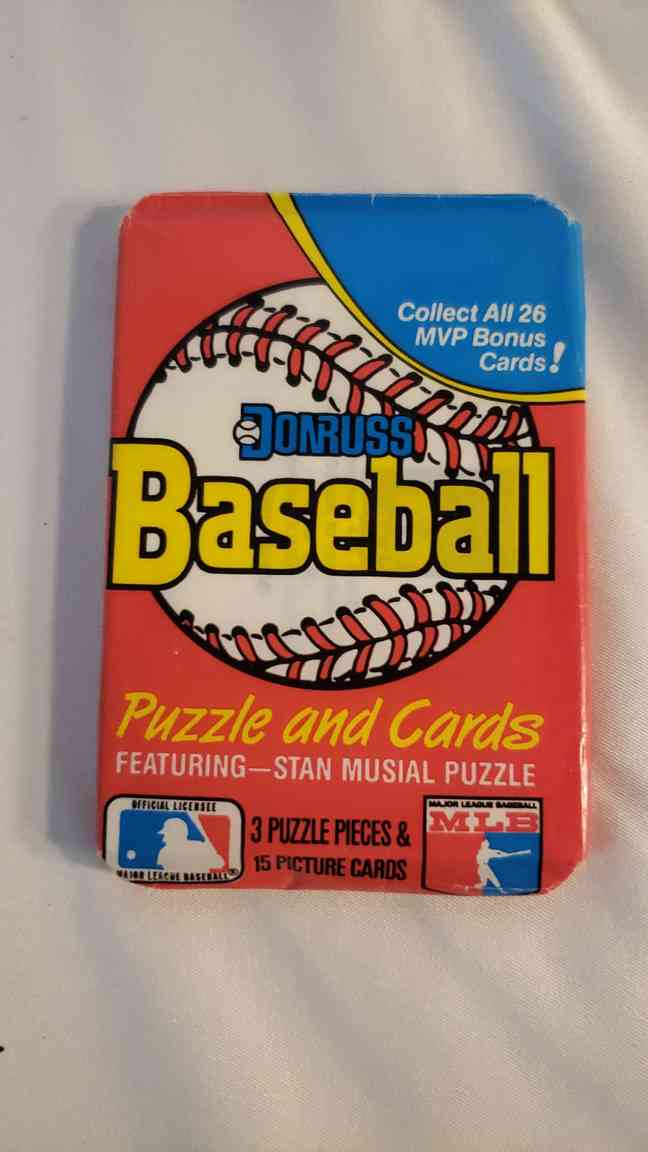 Collect All 26
MVP Bonus
Cards!
DONRUSS
Baseball
Puzzle and Cards
FEATURING—STAN MUSIAL PUZZLE
OFFICIAL LICENSEE
MAJOR LEAGUE BASEBALL®
3 PUZZLE PIECES &
15 PICTURE CARDS
MAJOR LEAGUE BASEBALL
MLB